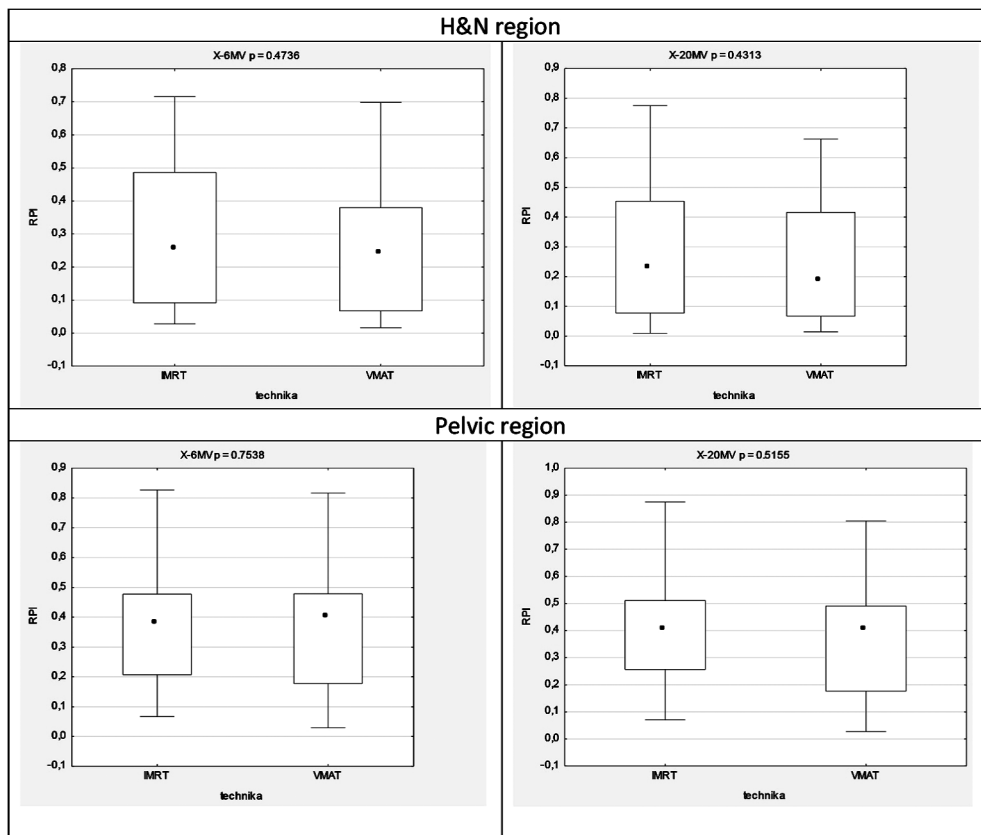 H&N region
X-6MV p = 0.4736
0,8
0,7
0,6
0,5
0,4
0,3
0,2
0,1
0,0
-0,1
RPI
IMRT VMAT
technika
X-20MV p = 0.4313
0,9
0,8
0,7
0,6
0,5
0,4
0,3
0,2
0,1
0,0
-0,1
RPI
IMRT VMAT
technika
Pelvic region
X-6MV p = 0.7538
0,9
0,8
0,7
0,6
0,5
0,4
0,3
0,2
0,1
0,0
-0,1
RPI
IMRT VMAT
technika
X-20MV p = 0.5155
1,0
0,9
0,8
0,7
0,6
0,5
0,4
0,3
0,2
0,1
0,0
-0,1
RPI
IMRT VMAT
technika